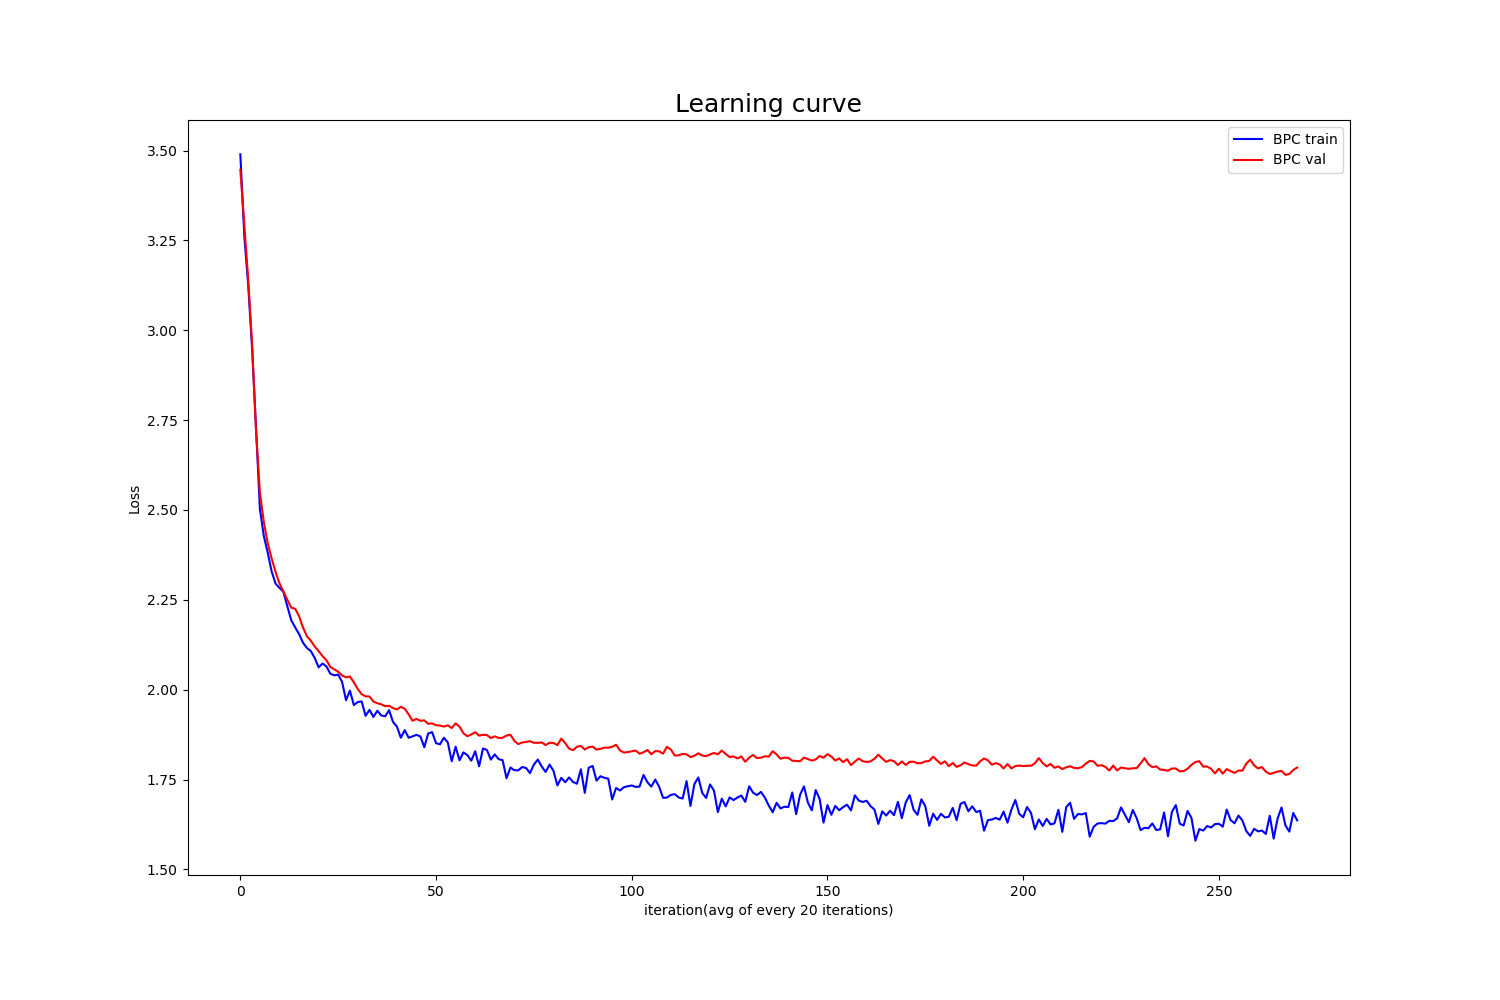 Learning curve
BPC train
BPC val
3.50
3.25
3.00
2.75
2.50
2.25
2.00
1.75
1.50
Loss
0 50 100 150 200 250
iteration(avg of every 20 iterations)